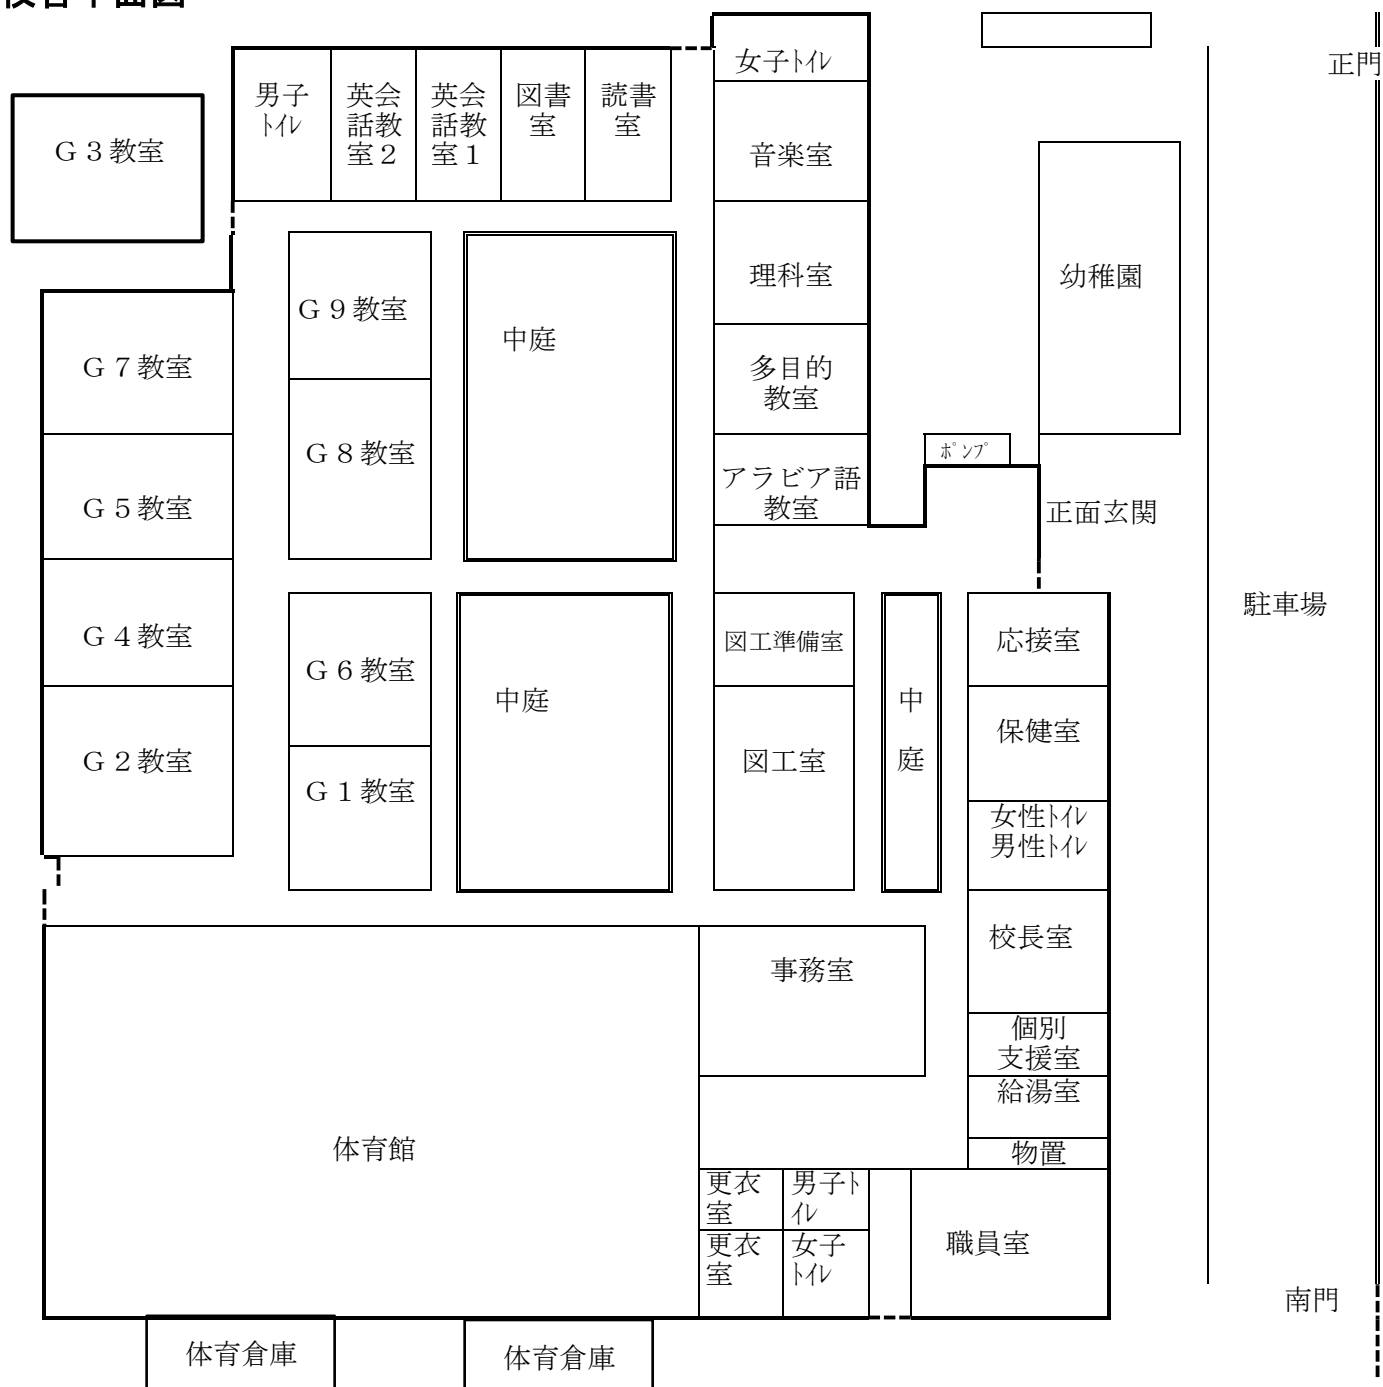 校舎平面図
女子ﾄｲﾚ
正門
男子
ﾄｲﾚ
英会
話教
室２
英会
話教
室１
図書
室
読書
室
Ｇ３教室
音楽室
理科室
幼稚園
Ｇ９教室
中庭
Ｇ７教室
多目的
教室
Ｇ８教室
ﾎﾟﾝﾌﾟ
アラビア語
教室
Ｇ５教室
正面玄関
駐車場
Ｇ４教室
図工準備室
応接室
Ｇ６教室
中庭
中
庭
保健室
Ｇ２教室
図工室
Ｇ１教室
女性ﾄｲﾚ
男性ﾄｲﾚ
校長室
事務室
個別
支援室
給湯室
体育館
物置
更衣
室
男子ﾄ
ｲﾚ
更衣
室
女子
ﾄｲﾚ
職員室
南門
体育倉庫
体育倉庫